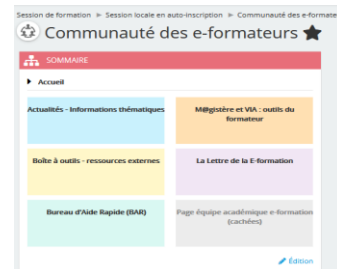 Session de formation ► Session locale en auto-inscription ► Communauté des e-formate
Communauté des e-formateurs
SOMMAIRE
Accueil
Actualités - Informations thématiques
M@gistère et VIA : outils du
formateur
Boîte à outils - ressources externes
La Lettre de la E-formation
Bureau d'Aide Rapide (BAR)
Page équipe académique e-formation
(cachées)
Édition